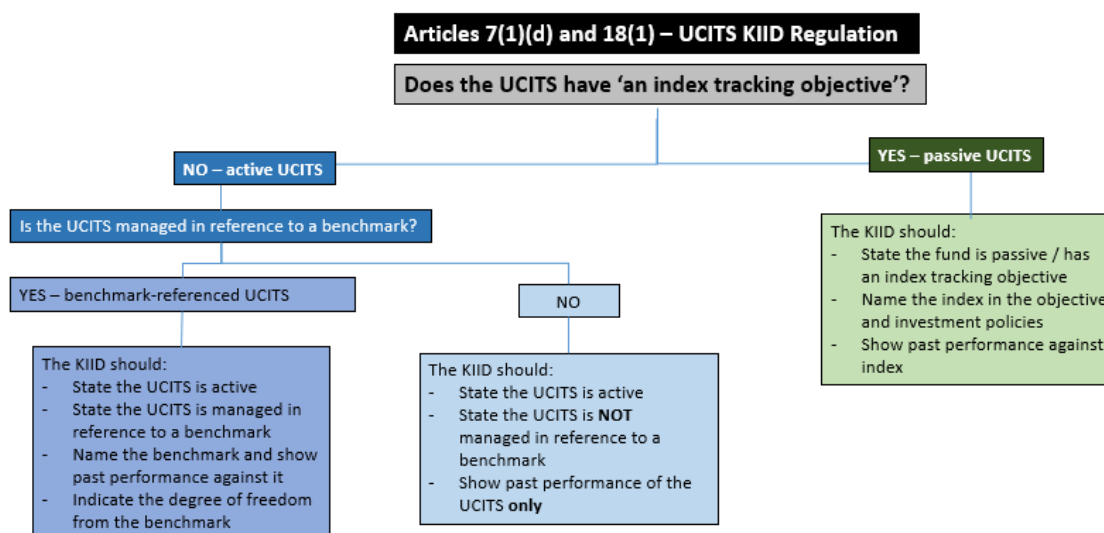 Articles 7(1)(d) and 18(1) – UCITS KIID Regulation
Does the UCITS have ‘an index tracking objective’?
NO – active UCITS
YES – passive UCITS
Is the UCITS managed in reference to a benchmark?
The KIID should:
- State the fund is passive / has
an index tracking objective
- Name the index in the objective
and investment policies
- Show past performance against
index
YES – benchmark-referenced UCITS
NO
The KIID should:
- State the UCITS is active
- State the UCITS is managed in
reference to a benchmark
- Name the benchmark and show
past performance against it
- Indicate the degree of freedom
from the benchmark
The KIID should:
- State the UCITS is active
- State the UCITS is NOT
managed in reference to a
benchmark
- Show past performance of the
UCITS only